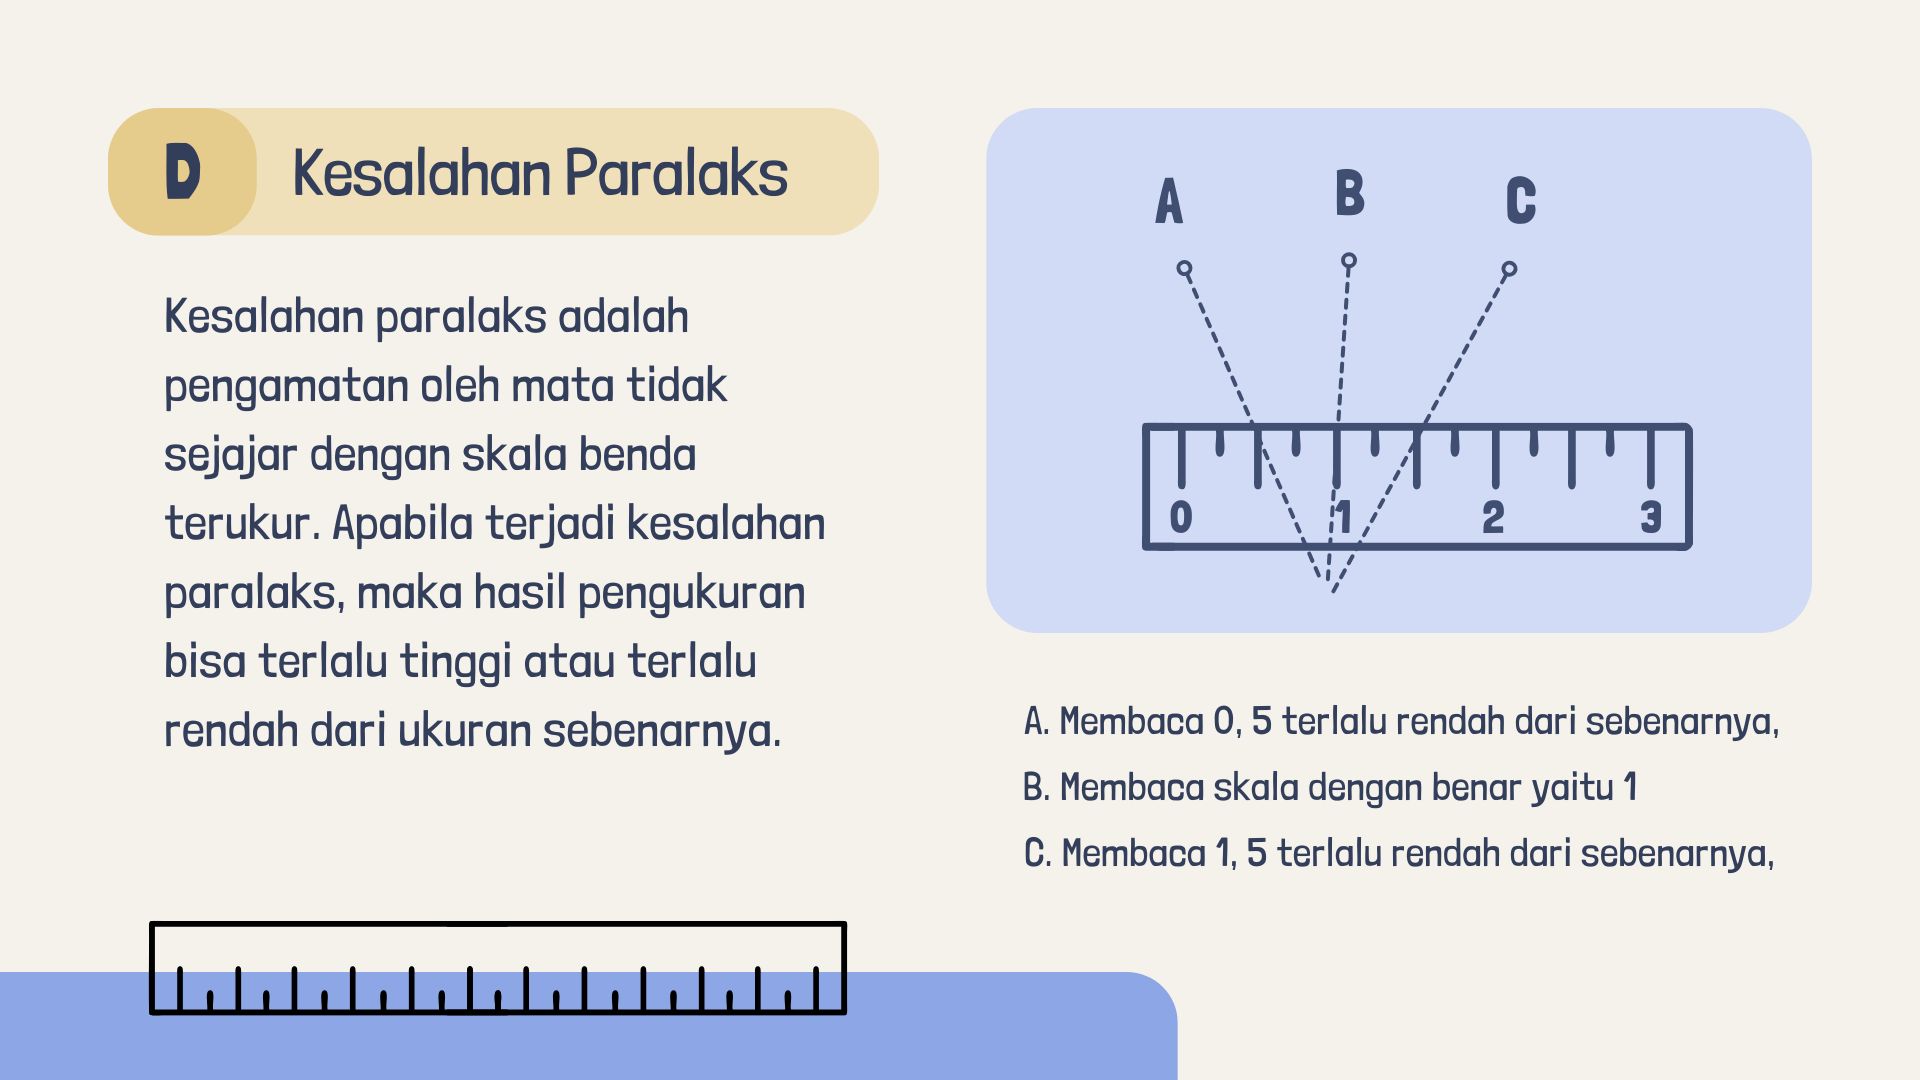 D Kesalahan Paralaks
Kesalahan paralaks adalah
pengamatan oleh mata tidak
sejajar dengan skala benda
terukur. Apabila terjadi kesalahan
paralaks, maka hasil pengukuran
bisa terlalu tinggi atau terlalu
rendah dari ukuran sebenarnya.
A B C
0 1 2 3
A. Membaca 0, 5 terlalu rendah dari sebenarnya,
B. Membaca skala dengan benar yaitu 1
C. Membaca 1, 5 terlalu rendah dari sebenarnya,